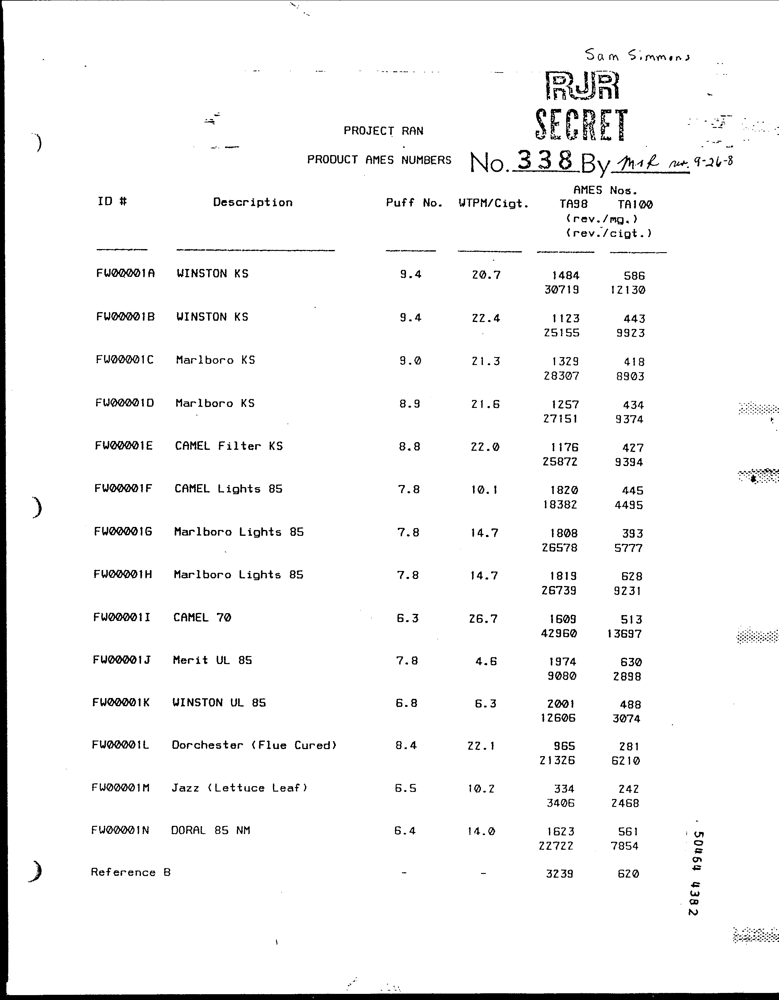 Sam Simmons
RJR
SECRET
PROJECT RAN
PRODUCT AMES NUMBERS No. 338 By 9-26-8
AMES Nos.
ID # Description Puff No. WTPM/Cigt. TA98 TA100
(rev./mg.)
(rev./cigt.)
FW00001A WINSTON KS 9.4 20.7 1484 586
30719 12130
FW00001B WINSTON KS 9.4 22.4 1123 443
25155 9923
FW00001C Marlboro KS 9.0 21.3 1329 418
28307 8903
FW00001D Marlboro KS 8.9 21.6 1257 434
27151 9374
FW00001E CAMEL Filter KS 8.8 22.0 1176 427
25872 9394
FW00001F CAMEL Lights 85 7.8 10.1 1820 445
18382 4495
FW00001G Marlboro Lights 85 7.8 14.7 1808 393
26578 5777
FW00001H Marlboro Lights 85 7.8 14.7 1819 628
26739 9231
FW00001I CAMEL 70 6.3 26.7 1609 513
42960 13697
FW00001J Merit UL 85 7.8 4.6 1974 630
9080 2898
FW00001K WINSTON UL 85 6.8 6.3 2001 488
12606 3074
FW00001L Dorchester (Flue Cured) 8.4 22.1 965 281
21326 6210
FW00001M Jazz (Lettuce Leaf) 6.5 10.2 334 242
3406 2468
FW00001N DORAL 85 NM 6.4 14.0 1623 561
22722 7854
Reference B - - 3239 620
50464 4382